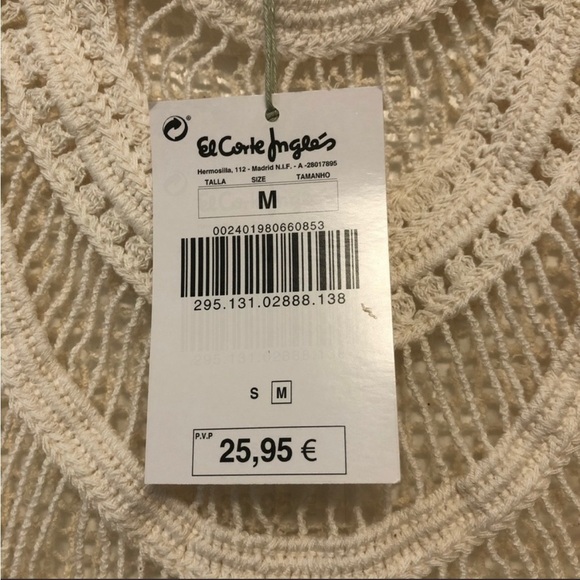 El Corte Inglés
Hermosilla, 112 - Madrid N.I.F. - A -28017895
TALLA SIZE TAMANHO
M
002401980660853
295.131.02888.138
S M
P.V.P
25,95 €